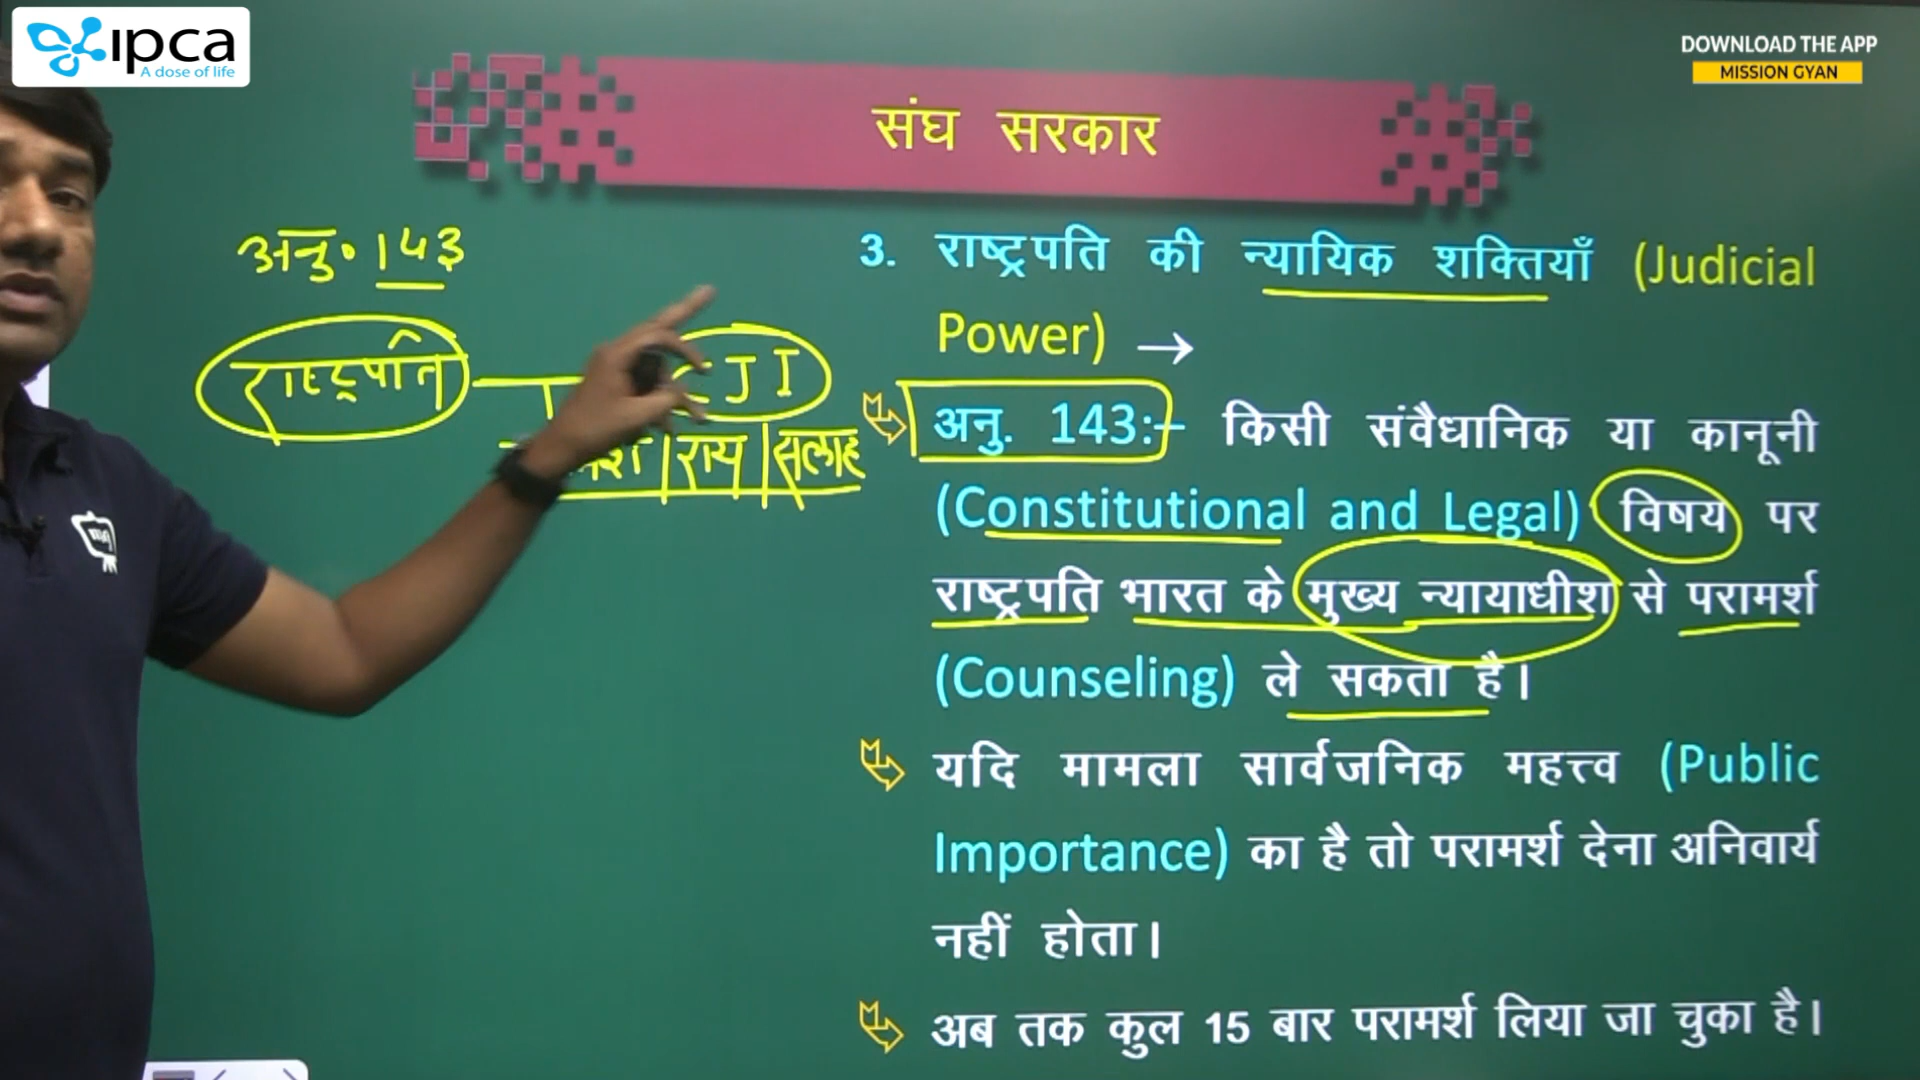 ipca
A dose of life
DOWNLOAD THE APP
MISSION GYAN
संघ सरकार
अनु॰ 143
राष्ट्रपति
CJI
राय | सलाह
3. राष्ट्रपति की न्यायिक शक्तियाँ (Judicial
Power) →
अनु. 143:– किसी संवैधानिक या कानूनी
(Constitutional and Legal) विषय पर
राष्ट्रपति भारत के मुख्य न्यायाधीश से परामर्श
(Counseling) ले सकता है।
यदि मामला सार्वजनिक महत्त्व (Public
Importance) का है तो परामर्श देना अनिवार्य
नहीं होता।
अब तक कुल 15 बार परामर्श लिया जा चुका है।